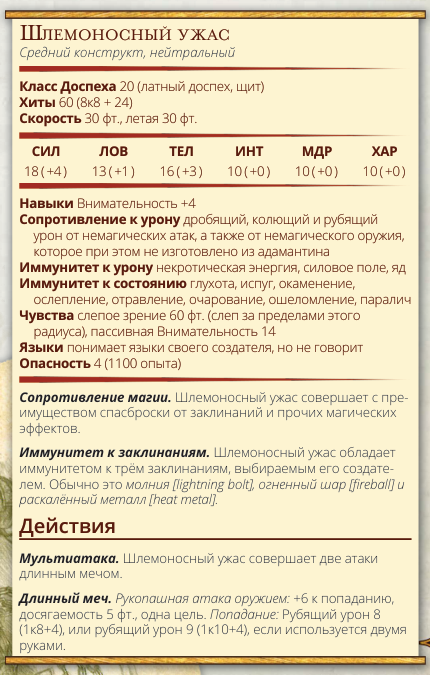 Шлемоносный ужас
Средний конструкт, нейтральный
Класс Доспеха 20 (латный доспех, щит)
Хиты 60 (8к8 + 24)
Скорость 30 фт., летая 30 фт.
СИЛ ЛОВ ТЕЛ ИНТ МДР ХАР
18 (+4) 13 (+1) 16 (+3) 10 (+0) 10 (+0) 10 (+0)
Навыки Внимательность +4
Сопротивление к урону дробящий, колющий и рубящий
урон от немагических атак, а также от немагического оружия,
которое при этом не изготовлено из адамантина
Иммунитет к урону некротическая энергия, силовое поле, яд
Иммунитет к состоянию глухота, испуг, окаменение,
ослепление, отравление, очарование, ошеломление, паралич
Чувства слепое зрение 60 фт. (слеп за пределами этого
радиуса), пассивная Внимательность 14
Языки понимает языки своего создателя, но не говорит
Опасность 4 (1100 опыта)
Сопротивление магии. Шлемоносный ужас совершает с пре-
имуществом спасброски от заклинаний и прочих магических
эффектов.
Иммунитет к заклинаниям. Шлемоносный ужас обладает
иммунитетом к трём заклинаниям, выбираемым его создате-
лем. Обычно это молния [lightning bolt], огненный шар [fireball] и
раскалённый металл [heat metal].
Действия
Мультиатака. Шлемоносный ужас совершает две атаки
длинным мечом.
Длинный меч. Рукопашная атака оружием: +6 к попаданию,
досягаемость 5 фт., одна цель. Попадание: Рубящий урон 8
(1к8+4), или рубящий урон 9 (1к10+4), если используется двумя
руками.